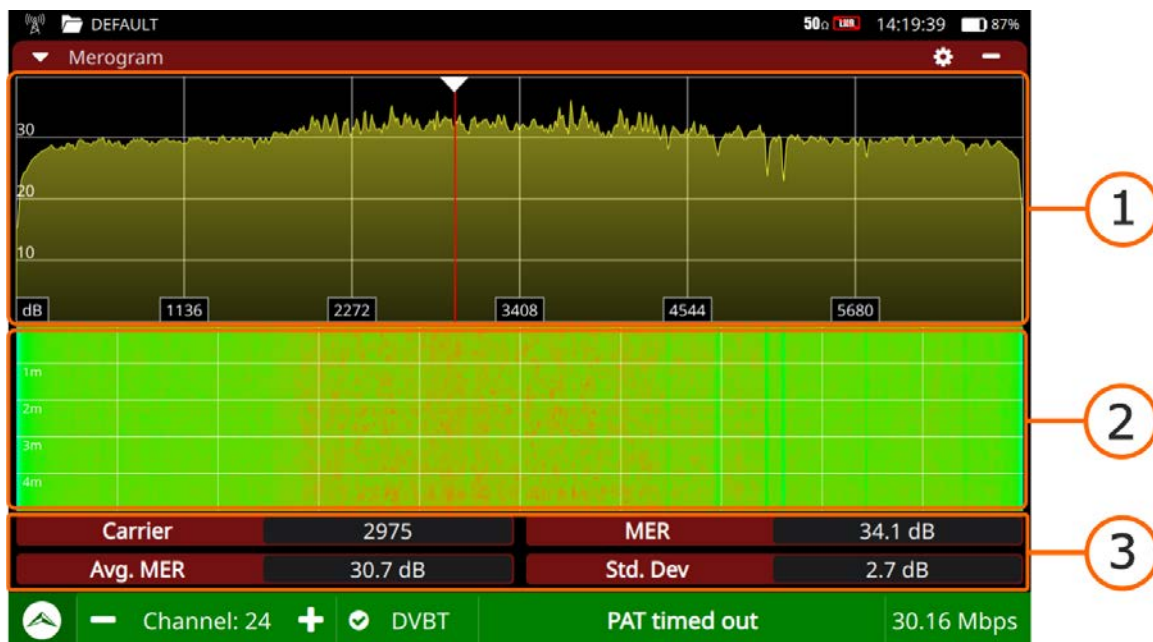 DEFAULT 50Ω LXR 14:19:39 87%
Merogram
30
20
10
dB 1136 2272 3408 4544 5680
1
1m
2m
3m
4m
2
Carrier 2975 MER 34.1 dB
Avg. MER 30.7 dB Std. Dev 2.7 dB
3
Channel: 24 DVBT PAT timed out 30.16 Mbps